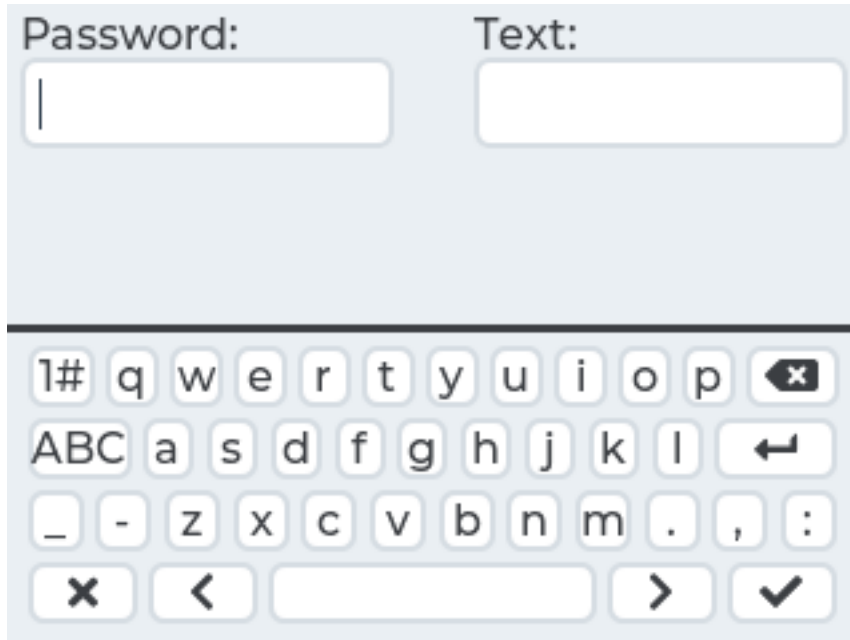 Password: Text:
1# q w e r t y u i o p
ABC a s d f g h j k l
_ - z x c v b n m . , :